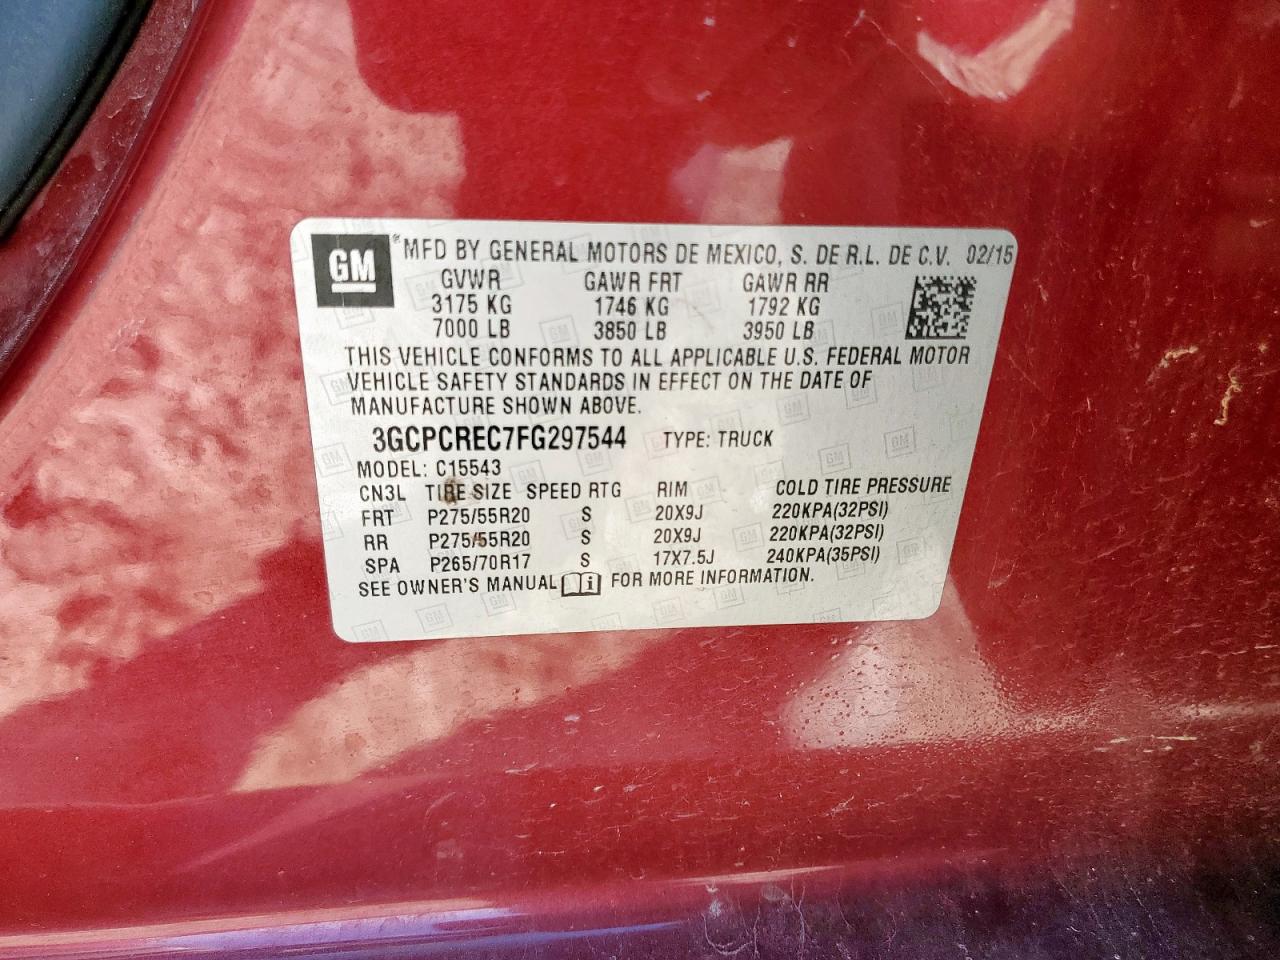 GM ® MFD BY GENERAL MOTORS DE MEXICO, S. DE R.L. DE C.V. 02/15
GVWR GAWR FRT GAWR RR
3175 KG 1746 KG 1792 KG
7000 LB 3850 LB 3950 LB
THIS VEHICLE CONFORMS TO ALL APPLICABLE U.S. FEDERAL MOTOR
VEHICLE SAFETY STANDARDS IN EFFECT ON THE DATE OF
MANUFACTURE SHOWN ABOVE.
3GCPCREC7FG297544 TYPE: TRUCK
MODEL: C15543
CN3L TIRE SIZE SPEED RTG RIM COLD TIRE PRESSURE
FRT P275/55R20 S 20X9J 220KPA(32PSI)
RR P275/55R20 S 20X9J 220KPA(32PSI)
SPA P265/70R17 S 17X7.5J 240KPA(35PSI)
SEE OWNER'S MANUAL FOR MORE INFORMATION.